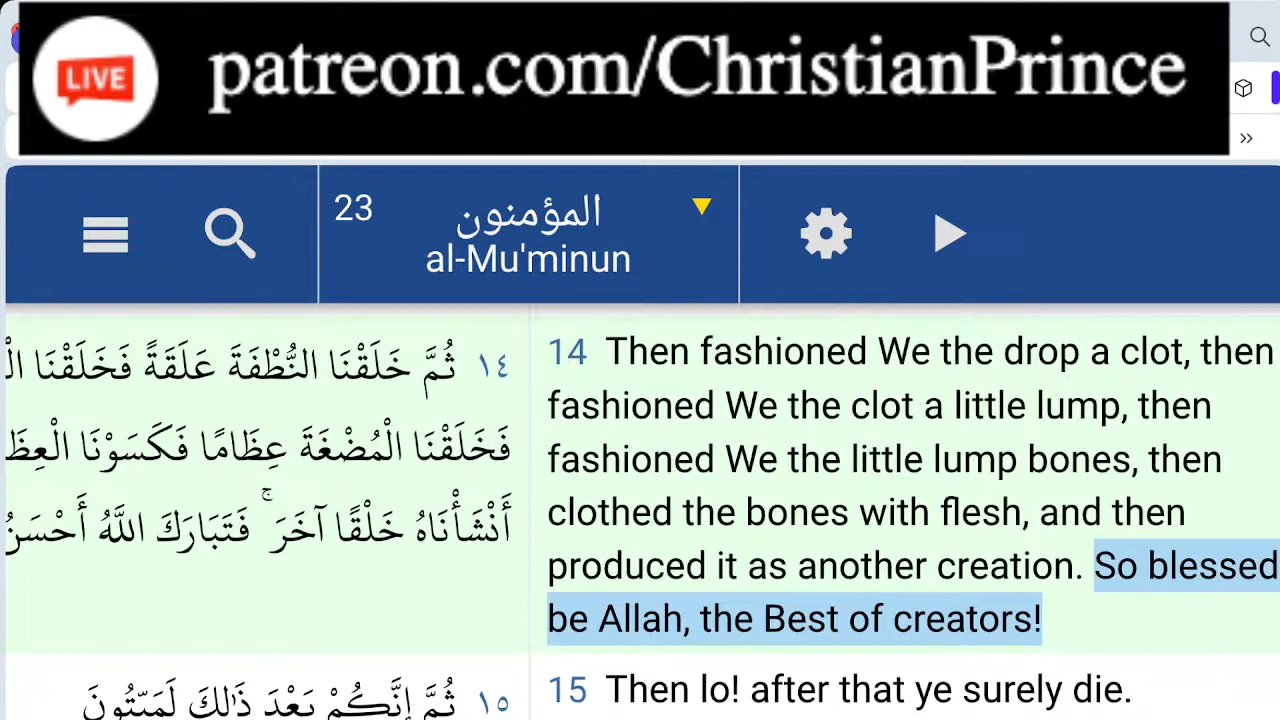 LIVE
patreon.com/ChristianPrince
»
23
المؤمنون
al-Mu'minun
١٤ ثُمَّ خَلَقْنَا النُّطْفَةَ عَلَقَةً فَخَلَقْنَا
فَخَلَقْنَا الْمُضْغَةَ عِظَامًا فَكَسَوْنَا الْعِظَ
أَنْشَأْنَاهُ خَلْقًا آخَرَ ۚ فَتَبَارَكَ اللَّهُ أَحْسَنُ
14 Then fashioned We the drop a clot, then
fashioned We the clot a little lump, then
fashioned We the little lump bones, then
clothed the bones with flesh, and then
produced it as another creation. So blessed
be Allah, the Best of creators!
١٥ ثُمَّ إِنَّكُمْ بَعْدَ ذَٰلِكَ لَمَيِّتُونَ
15 Then lo! after that ye surely die.